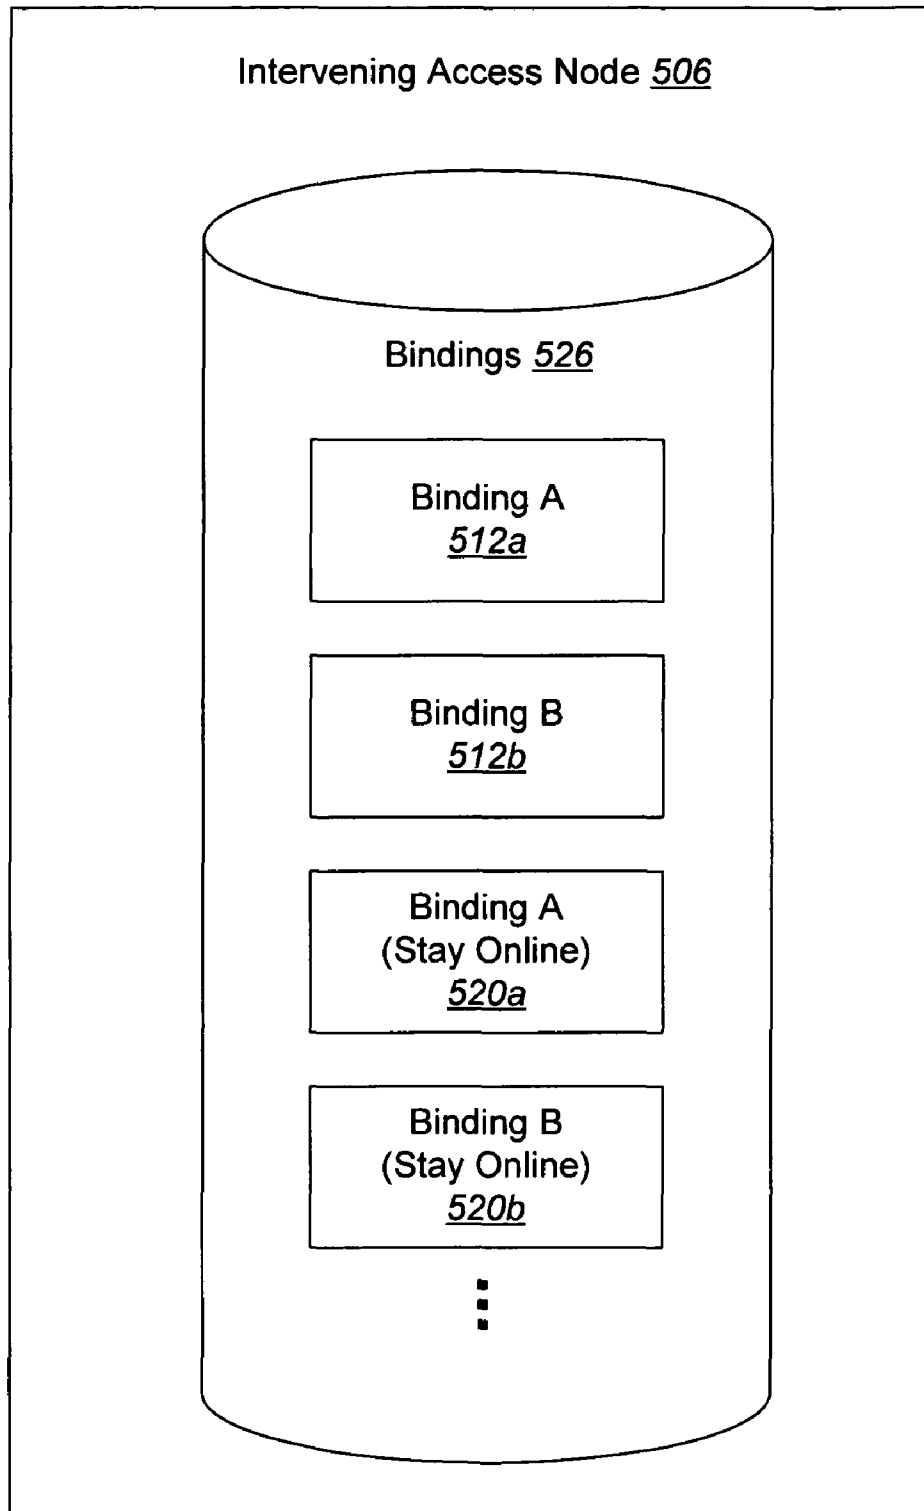 Intervening Access Node 506
Bindings 526
Binding A
512a
Binding B
512b
Binding A
(Stay Online)
520a
Binding B
(Stay Online)
520b